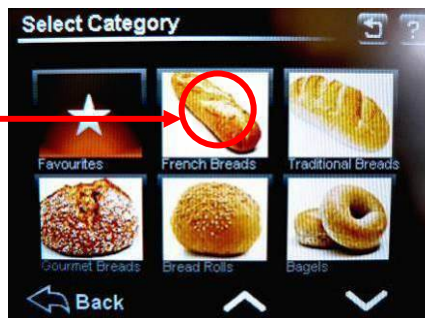 Select Category
?
Favourites
French Breads
Traditional Breads
Gourmet Breads
Bread Rolls
Bagels
Back